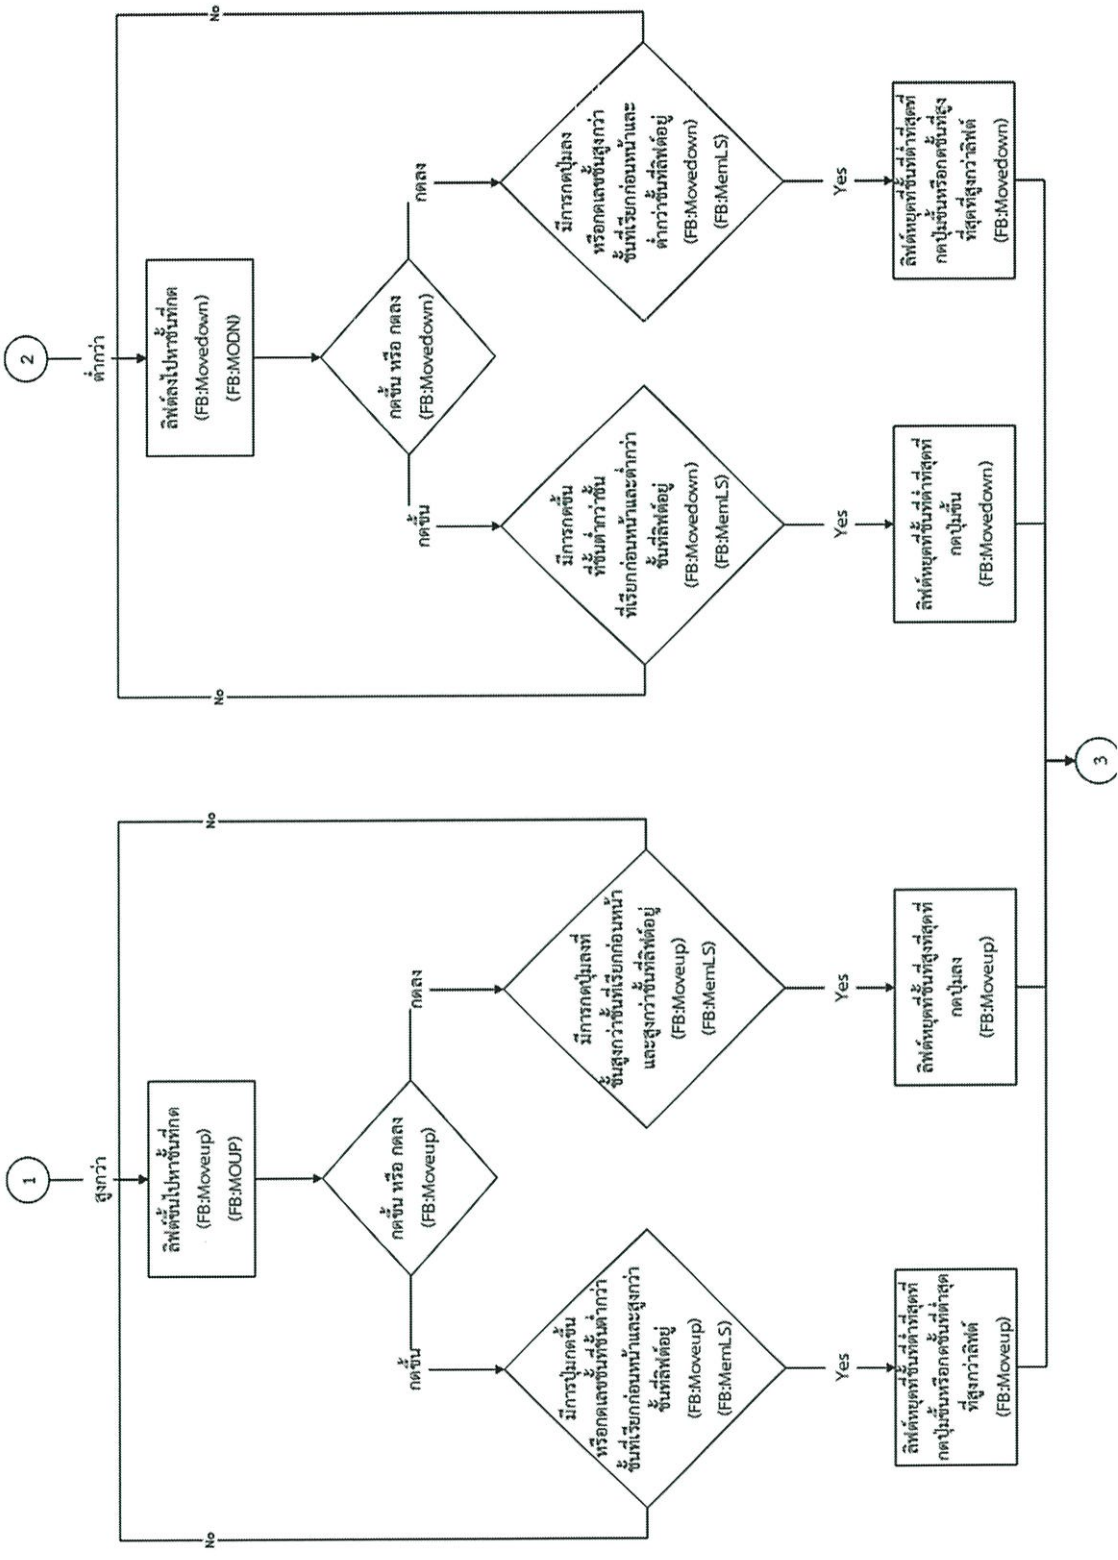 1
สูงกว่า
ลิฟต์ขึ้นไปหาชั้นที่กด
(FB:Moveup)
(FB:MOUP)
กดขึ้น หรือ กดลง
(FB:Moveup)
กดขึ้น
กดลง
มีการปุ่มกดขึ้น
หรือกดเลขชั้นที่ชั้นต่ำกว่า
ชั้นที่เรียกก่อนหน้าและสูงกว่า
ชั้นที่ลิฟต์อยู่
(FB:Moveup)
(FB:MemLS)
No
Yes
ลิฟต์หยุดที่ชั้นที่ต่ำที่สุดที่
กดปุ่มขึ้นหรือกดชั้นที่ต่ำสุด
ที่สูงกว่าลิฟต์
(FB:Moveup)
มีการกดปุ่มลงที่
ชั้นสูงกว่าชั้นที่เรียกก่อนหน้า
และสูงกว่าชั้นที่ลิฟต์อยู่
(FB:Moveup)
(FB:MemLS)
No
Yes
ลิฟต์หยุดที่ชั้นที่สูงที่สุดที่
กดปุ่มลง
(FB:Moveup)
2
ต่ำกว่า
ลิฟต์ลงไปหาชั้นที่กด
(FB:Movedown)
(FB:MODN)
กดขึ้น หรือ กดลง
(FB:Movedown)
กดขึ้น
กดลง
มีการกดขึ้น
ที่ชั้นต่ำกว่าชั้น
ที่เรียกก่อนหน้าและต่ำกว่า
ชั้นที่ลิฟต์อยู่
(FB:Movedown)
(FB:MemLS)
No
Yes
ลิฟต์หยุดที่ชั้นที่ต่ำที่สุดที่
กดปุ่มขึ้น
(FB:Movedown)
มีการกดปุ่มลง
หรือกดเลขชั้นสูงกว่า
ชั้นที่เรียกก่อนหน้าและ
ต่ำกว่าชั้นที่ลิฟต์อยู่
(FB:Movedown)
(FB:MemLS)
No
Yes
ลิฟต์หยุดที่ชั้นที่ต่ำที่สุดที่
กดปุ่มขึ้นหรือกดชั้นที่สูง
ที่สุดที่สูงกว่าลิฟต์
(FB:Movedown)
3